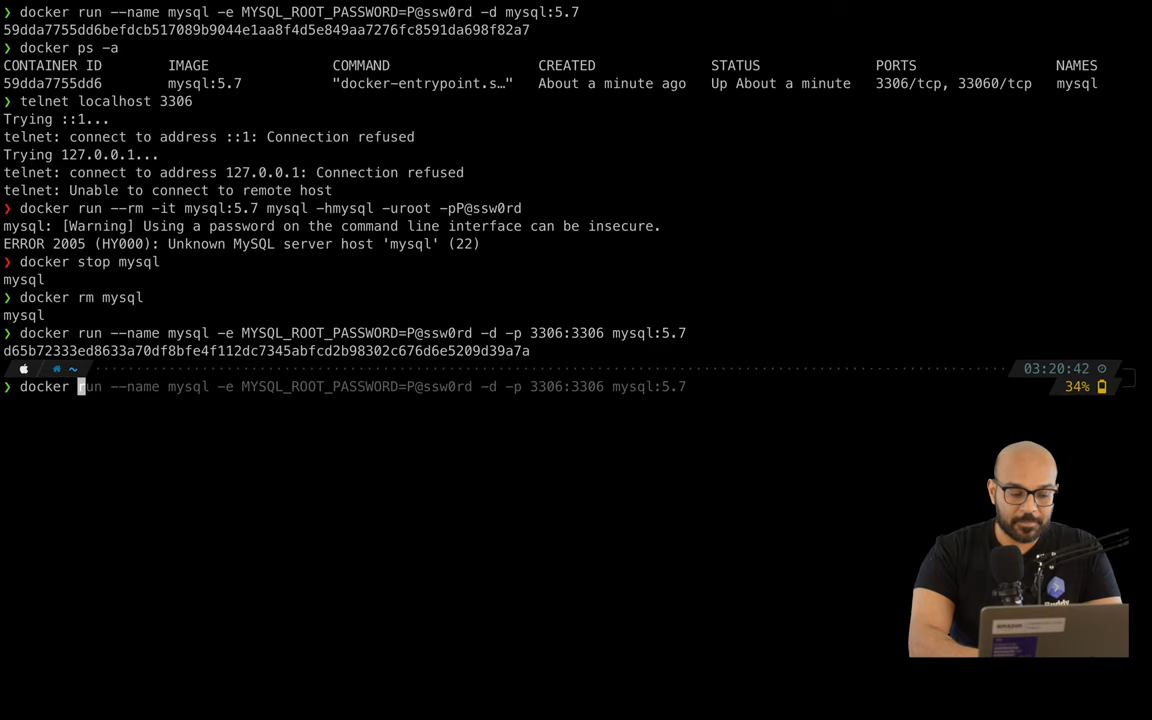 ❯ docker run --name mysql -e MYSQL_ROOT_PASSWORD=P@ssw0rd -d mysql:5.7
59dda7755dd6befdcb517089b9044e1aa8f4d5e849aa7276fc8591da698f82a7
❯ docker ps -a
CONTAINER ID IMAGE COMMAND CREATED STATUS PORTS NAMES
59dda7755dd6 mysql:5.7 "docker-entrypoint.s…" About a minute ago Up About a minute 3306/tcp, 33060/tcp mysql
❯ telnet localhost 3306
Trying ::1...
telnet: connect to address ::1: Connection refused
Trying 127.0.0.1...
telnet: connect to address 127.0.0.1: Connection refused
telnet: Unable to connect to remote host
❯ docker run --rm -it mysql:5.7 mysql -hmysql -uroot -pP@ssw0rd
mysql: [Warning] Using a password on the command line interface can be insecure.
ERROR 2005 (HY000): Unknown MySQL server host 'mysql' (22)
❯ docker stop mysql
mysql
❯ docker rm mysql
mysql
❯ docker run --name mysql -e MYSQL_ROOT_PASSWORD=P@ssw0rd -d -p 3306:3306 mysql:5.7
d65b72333ed8633a70df8bfe4f112dc7345abfcd2b98302c676d6e5209d39a7a
~ 03:20:42
❯ docker run --name mysql -e MYSQL_ROOT_PASSWORD=P@ssw0rd -d -p 3306:3306 mysql:5.7 34%